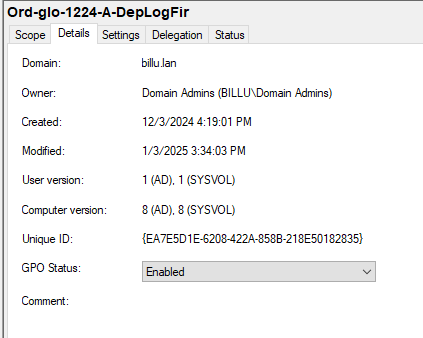 Ord-glo-1224-A-DepLogFir
Scope Details Settings Delegation Status
Domain: billu.lan
Owner: Domain Admins (BILLU\Domain Admins)
Created: 12/3/2024 4:19:01 PM
Modified: 1/3/2025 3:34:03 PM
User version: 1 (AD), 1 (SYSVOL)
Computer version: 8 (AD), 8 (SYSVOL)
Unique ID: {EA7E5D1E-6208-422A-858B-218E50182835}
GPO Status: Enabled
Comment: